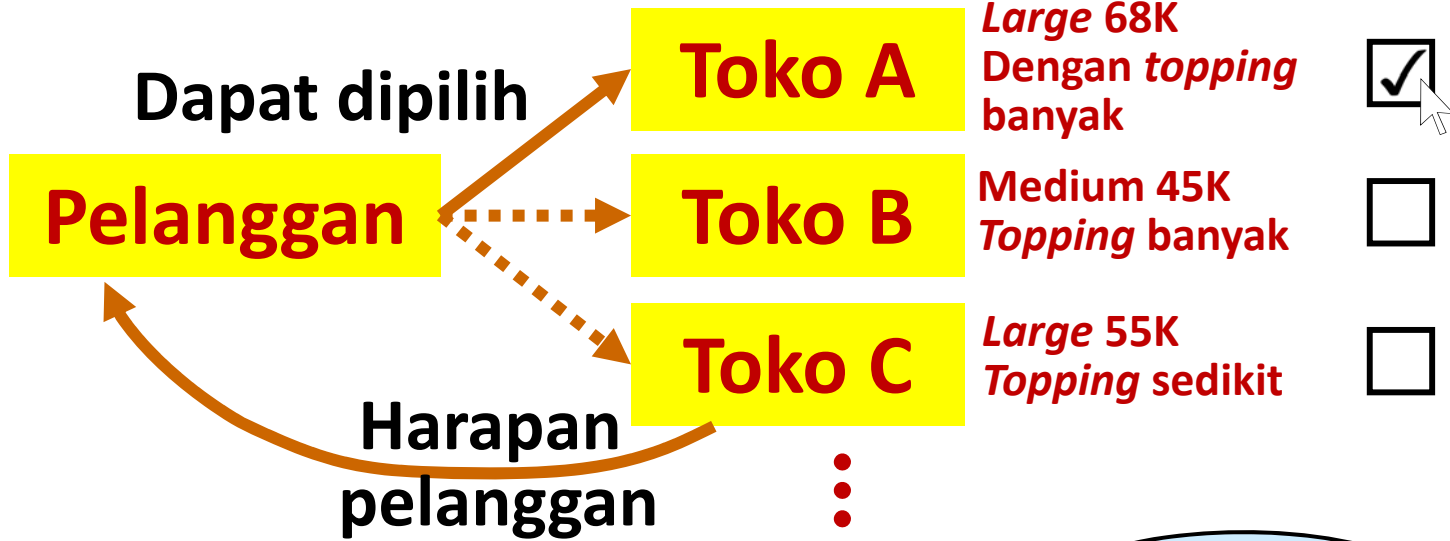 Dapat dipilih
Pelanggan
Toko A
Large 68K
Dengan topping
banyak
Toko B
Medium 45K
Topping banyak
Toko C
Large 55K
Topping sedikit
Harapan
pelanggan